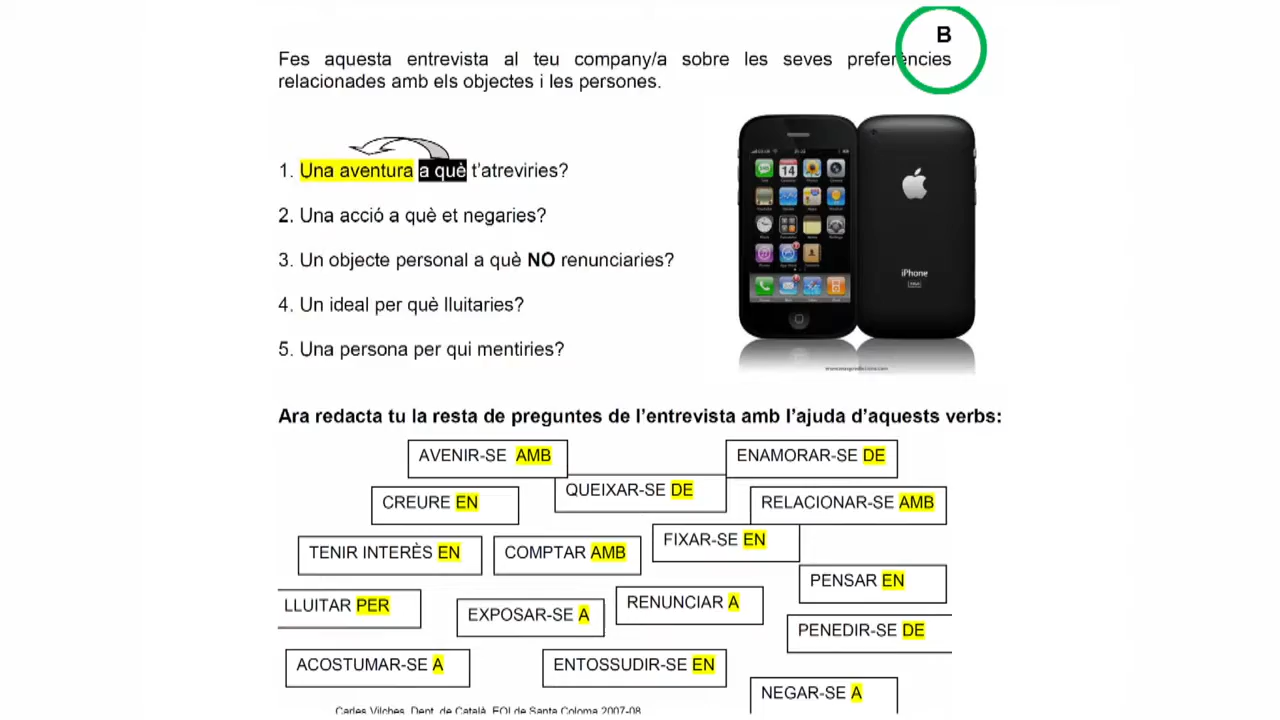 B
Fes aquesta entrevista al teu company/a sobre les seves preferències
relacionades amb els objectes i les persones.
1. Una aventura a què t'atreviries?
2. Una acció a què et negaries?
3. Un objecte personal a què NO renunciaries?
4. Un ideal per què lluitaries?
5. Una persona per qui mentiries?
iPhone
Ara redacta tu la resta de preguntes de l'entrevista amb l'ajuda d'aquests verbs:
AVENIR-SE AMB
ENAMORAR-SE DE
CREURE EN
QUEIXAR-SE DE
RELACIONAR-SE AMB
TENIR INTERÈS EN
COMPTAR AMB
FIXAR-SE EN
PENSAR EN
LLUITAR PER
EXPOSAR-SE A
RENUNCIAR A
PENEDIR-SE DE
ACOSTUMAR-SE A
ENTOSSUDIR-SE EN
NEGAR-SE A
Carles Vilches. Dept. de Català. EOI de Santa Coloma 2007-08